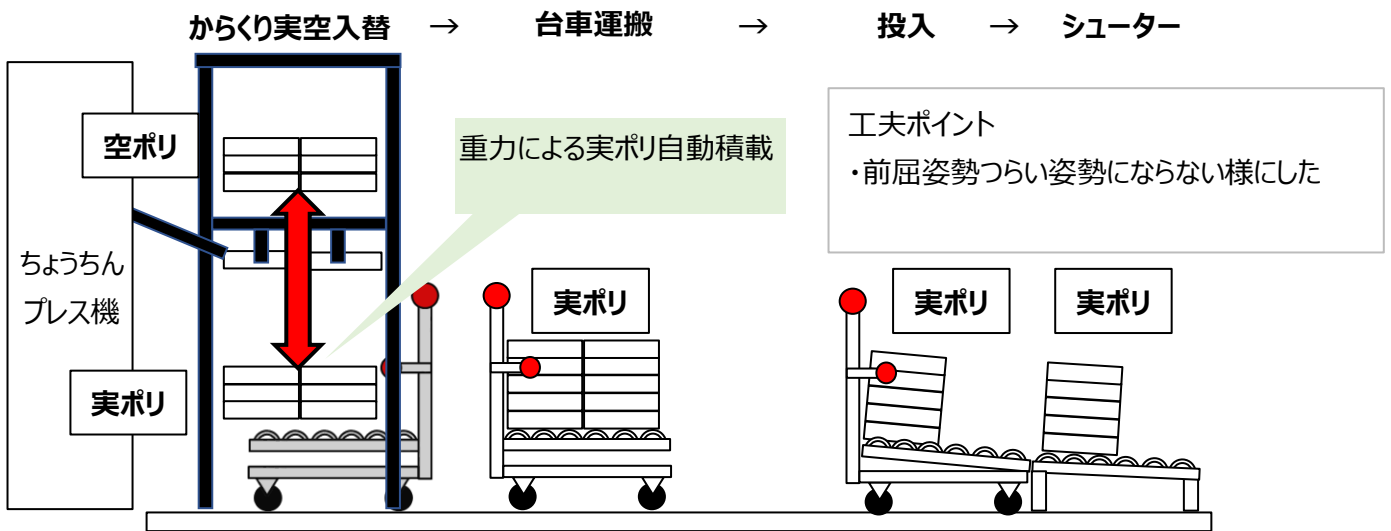 からくり実空入替 → 台車運搬 → 投入 → シューター
空ポリ
重力による実ポリ自動積載
工夫ポイント
・前屈姿勢つらい姿勢にならない様にした
ちょうちん
プレス機
実ポリ
実ポリ
実ポリ
実ポリ